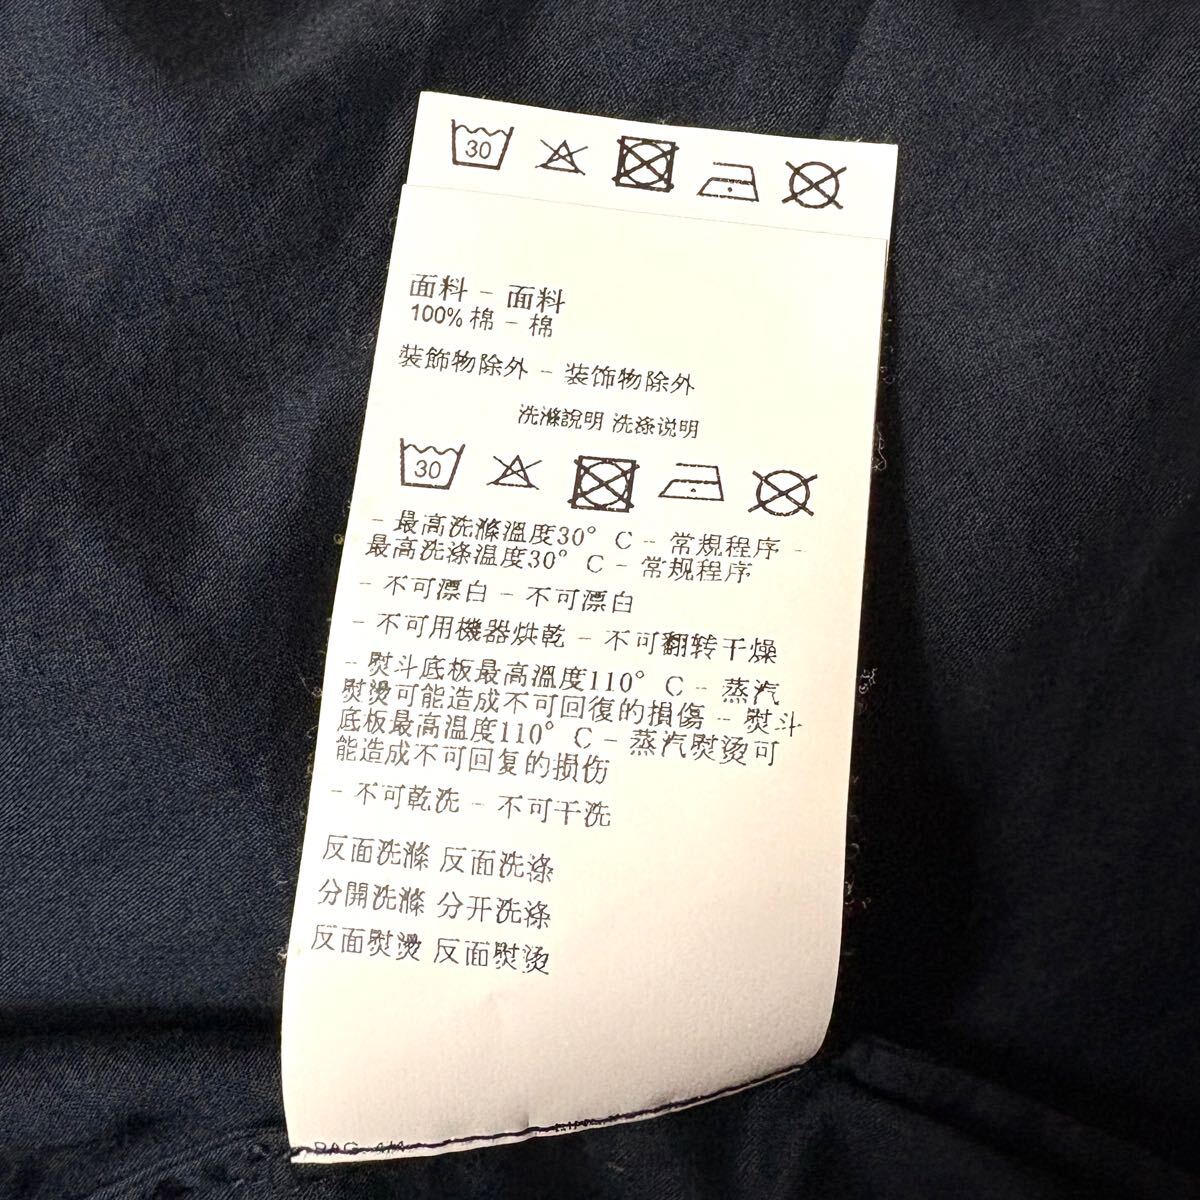 30
面料 - 面料
100% 棉 - 棉
裝飾物除外 - 装饰物除外
洗滌說明 洗涤说明
30
- 最高洗滌溫度30° C - 常規程序 -
最高洗涤温度30° C - 常规程序
- 不可漂白 - 不可漂白
- 不可用機器烘乾 - 不可翻转干燥
- 熨斗底板最高溫度110° C - 蒸汽
熨燙可能造成不可回復的損傷 - 熨斗
底板最高温度110° C - 蒸汽熨烫可
能造成不可回复的损伤
- 不可乾洗 - 不可干洗
反面洗滌 反面洗涤
分開洗滌 分开洗涤
反面熨燙 反面熨烫